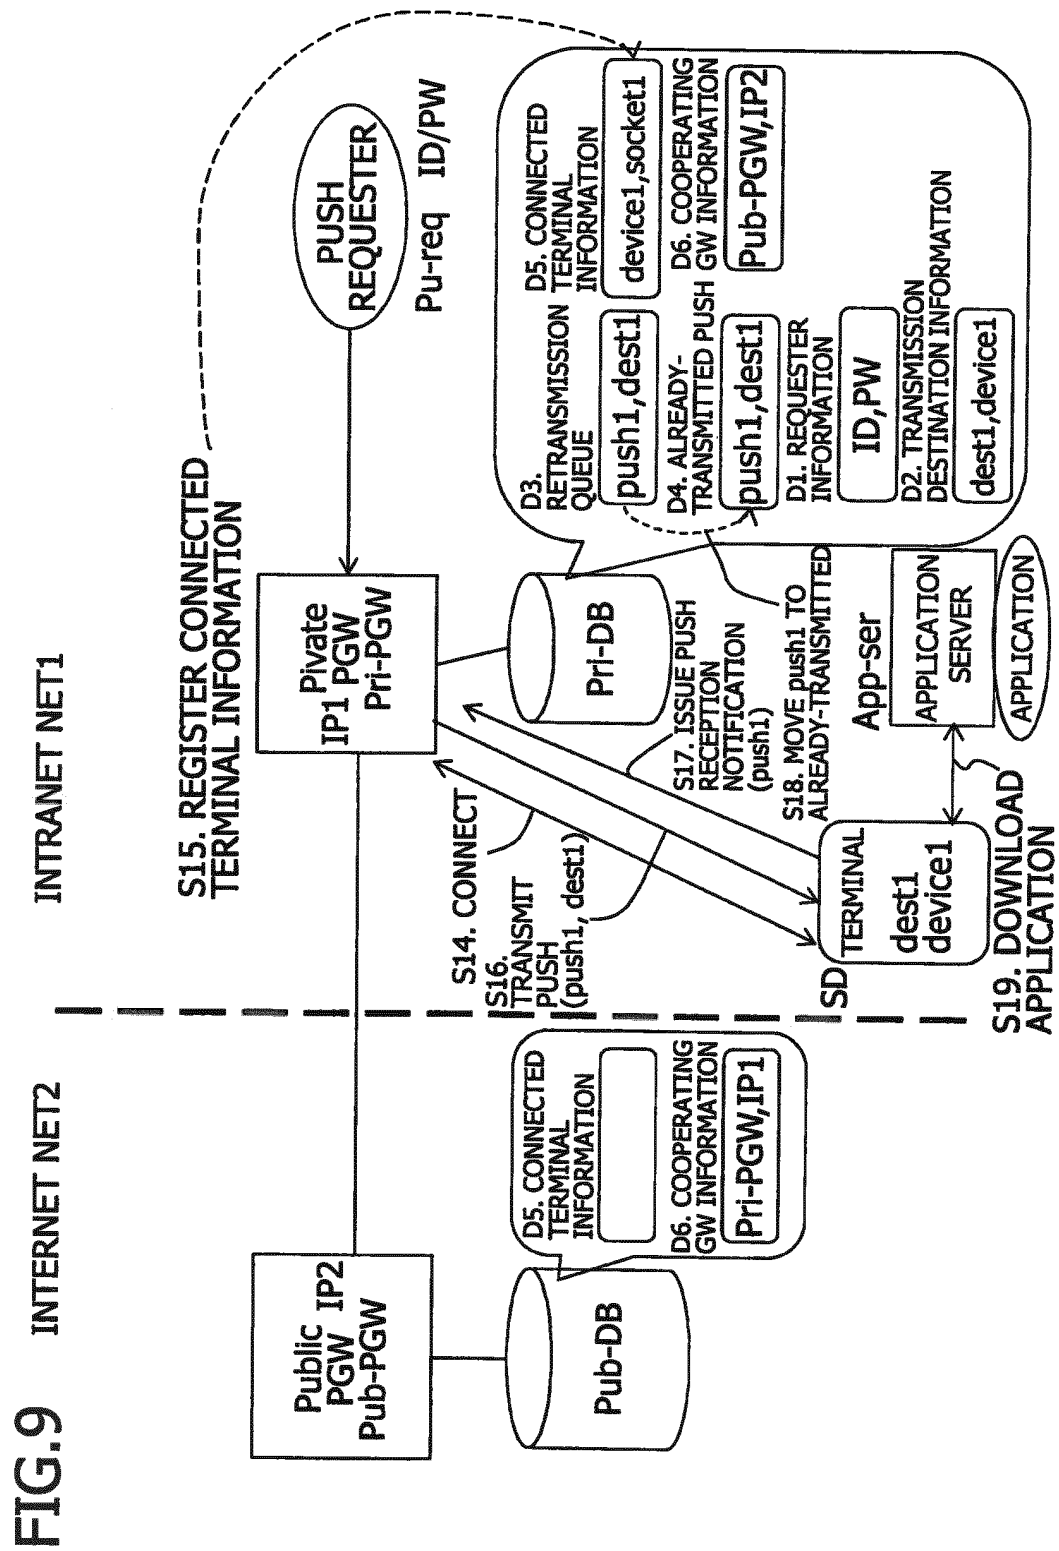 FIG.9
INTERNET NET2
INTRANET NET1
S15. REGISTER CONNECTED
TERMINAL INFORMATION
Public
PGW IP2
Pub-PGW
Pivate
IP1 PGW
Pri-PGW
PUSH
REQUESTER
Pu-req ID/PW
Pub-DB
D5. CONNECTED
TERMINAL
INFORMATION
D6. COOPERATING
GW INFORMATION
Pri-PGW,IP1
S14. CONNECT
S16.
TRANSMIT
PUSH
(push1, dest1)
Pri-DB
S17. ISSUE PUSH
RECEPTION
NOTIFICATION
(push1)
S18. MOVE push1 TO
ALREADY-TRANSMITTED
D3.
RETRANSMISSION
QUEUE
push1,dest1
D5. CONNECTED
TERMINAL
INFORMATION
device1,socket1
D4. ALREADY-
TRANSMITTED PUSH
push1,dest1
D6. COOPERATING
GW INFORMATION
Pub-PGW,IP2
D1. REQUESTER
INFORMATION
ID,PW
D2. TRANSMISSION
DESTINATION INFORMATION
dest1,device1
SD
TERMINAL
dest1
device1
App-ser
APPLICATION
SERVER
APPLICATION
S19. DOWNLOAD
APPLICATION